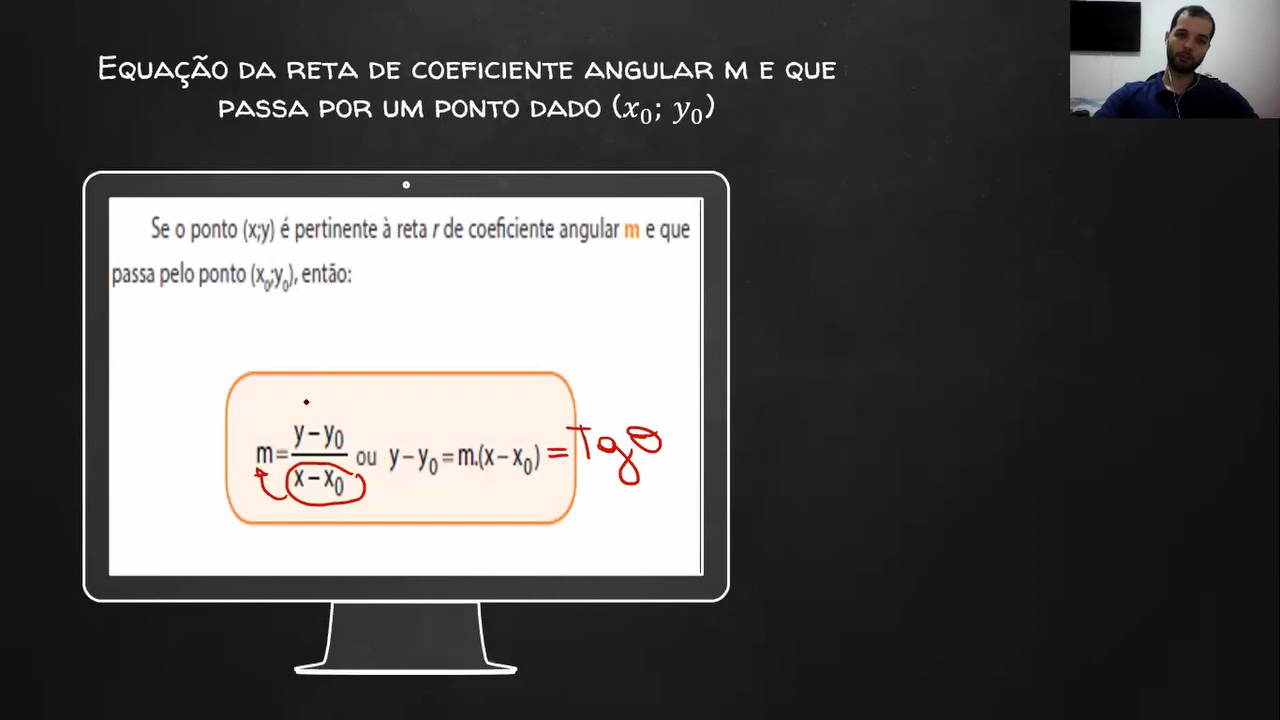 EQUAÇÃO DA RETA DE COEFICIENTE ANGULAR M E QUE
PASSA POR UM PONTO DADO (x₀; y₀)
Se o ponto (x;y) é pertinente à reta r de coeficiente angular m e que
passa pelo ponto (x₀;y₀), então:
m = (y – y₀)/(x – x₀) ou y – y₀ = m.(x – x₀) = Tgθ